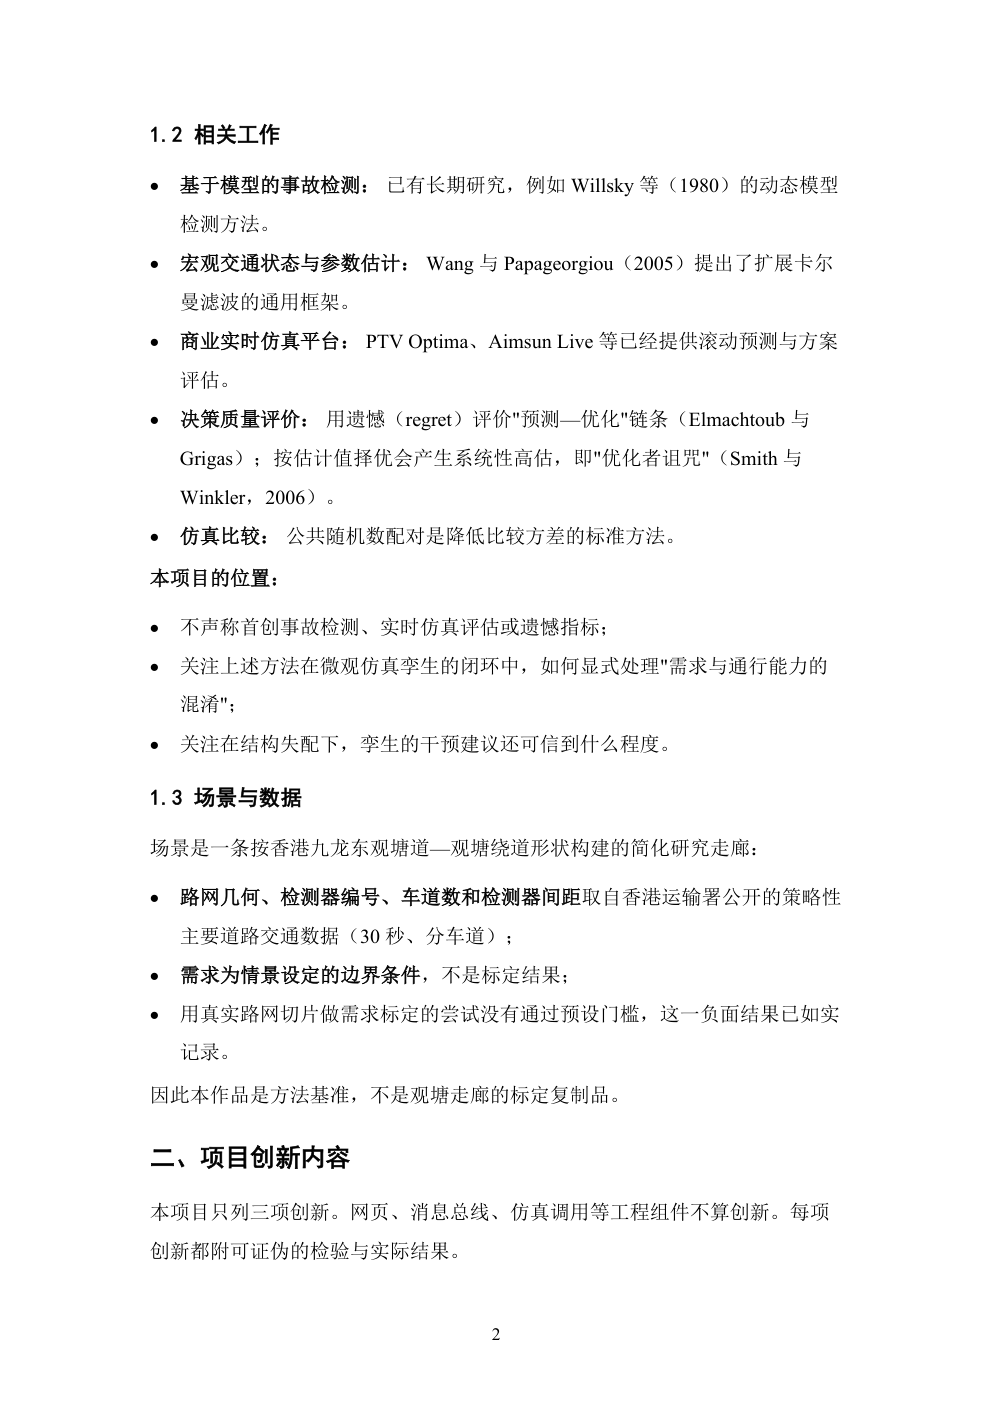 1.2 相关工作
• 基于模型的事故检测： 已有长期研究，例如 Willsky 等（1980）的动态模型
检测方法。
• 宏观交通状态与参数估计： Wang 与 Papageorgiou（2005）提出了扩展卡尔
曼滤波的通用框架。
• 商业实时仿真平台： PTV Optima、Aimsun Live 等已经提供滚动预测与方案
评估。
• 决策质量评价： 用遗憾（regret）评价"预测—优化"链条（Elmachtoub 与
Grigas）；按估计值择优会产生系统性高估，即"优化者诅咒"（Smith 与
Winkler，2006）。
• 仿真比较： 公共随机数配对是降低比较方差的标准方法。
本项目的位置：
• 不声称首创事故检测、实时仿真评估或遗憾指标；
• 关注上述方法在微观仿真孪生的闭环中，如何显式处理"需求与通行能力的
混淆"；
• 关注在结构失配下，孪生的干预建议还可信到什么程度。
1.3 场景与数据
场景是一条按香港九龙东观塘道—观塘绕道形状构建的简化研究走廊：
• 路网几何、检测器编号、车道数和检测器间距取自香港运输署公开的策略性
主要道路交通数据（30 秒、分车道）；
• 需求为情景设定的边界条件，不是标定结果；
• 用真实路网切片做需求标定的尝试没有通过预设门槛，这一负面结果已如实
记录。
因此本作品是方法基准，不是观塘走廊的标定复制品。
二、项目创新内容
本项目只列三项创新。网页、消息总线、仿真调用等工程组件不算创新。每项
创新都附可证伪的检验与实际结果。
2